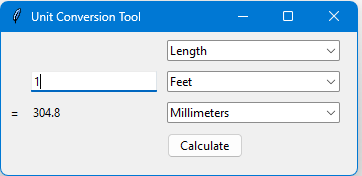 Unit Conversion Tool
Length
1 Feet
= 304.8 Millimeters
Calculate